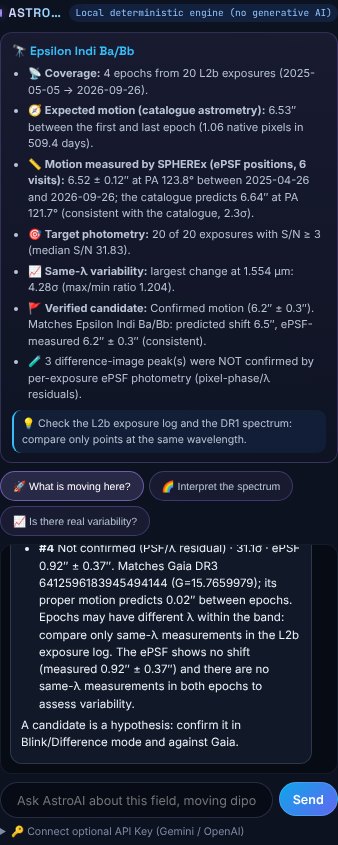 ASTRO... Local deterministic engine (no generative AI)
🔭 Epsilon Indi Ba/Bb
• 📡 Coverage: 4 epochs from 20 L2b exposures (2025-
05-05 → 2026-09-26).
• 🧭 Expected motion (catalogue astrometry): 6.53″
between the first and last epoch (1.06 native pixels in
509.4 days).
• 📏 Motion measured by SPHEREx (ePSF positions, 6
visits): 6.52 ± 0.12″ at PA 123.8° between 2025-04-26
and 2026-09-26; the catalogue predicts 6.64″ at PA
121.7° (consistent with the catalogue, 2.3σ).
• 🎯 Target photometry: 20 of 20 exposures with S/N ≥ 3
(median S/N 31.83).
• 📈 Same-λ variability: largest change at 1.554 µm:
4.28σ (max/min ratio 1.204).
• 🚩 Verified candidate: Confirmed motion (6.2″ ± 0.3″).
Matches Epsilon Indi Ba/Bb: predicted shift 6.5″, ePSF-
measured 6.2″ ± 0.3″ (consistent).
• 🧪 3 difference-image peak(s) were NOT confirmed by
per-exposure ePSF photometry (pixel-phase/λ
residuals).
💡 Check the L2b exposure log and the DR1 spectrum:
compare only points at the same wavelength.
🚀 What is moving here? 🌈 Interpret the spectrum
📈 Is there real variability?
• #4 Not confirmed (PSF/λ residual) · 31.1σ · ePSF
0.92″ ± 0.37″. Matches Gaia DR3
6412596183945494144 (G=15.7659979); its
proper motion predicts 0.02″ between epochs.
Epochs may have different λ within the band:
compare only same-λ measurements in the L2b
exposure log. The ePSF shows no shift
(measured 0.92″ ± 0.37″) and there are no
same-λ measurements in both epochs to
assess variability.
A candidate is a hypothesis: confirm it in
Blink/Difference mode and against Gaia.
Ask AstroAI about this field, moving dipo Send
▶ 🔑 Connect optional API Key (Gemini / OpenAI)